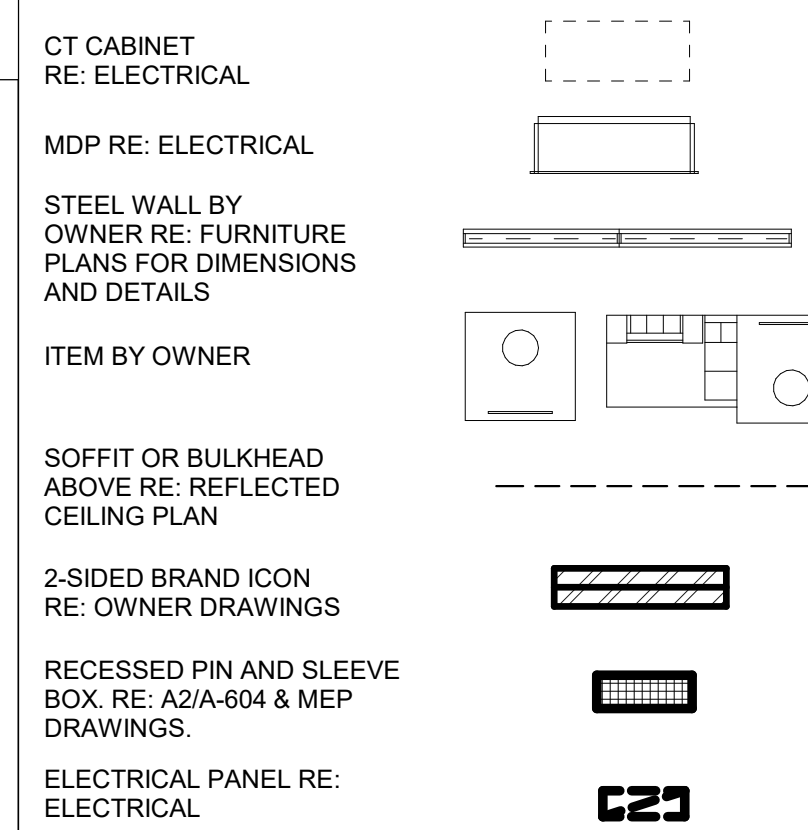 CT CABINET
RE: ELECTRICAL
MDP RE: ELECTRICAL
STEEL WALL BY
OWNER RE: FURNITURE
PLANS FOR DIMENSIONS
AND DETAILS
ITEM BY OWNER
SOFFIT OR BULKHEAD
ABOVE RE: REFLECTED
CEILING PLAN
2-SIDED BRAND ICON
RE: OWNER DRAWINGS
RECESSED PIN AND SLEEVE
BOX. RE: A2/A-604 & MEP
DRAWINGS.
ELECTRICAL PANEL RE:
ELECTRICAL